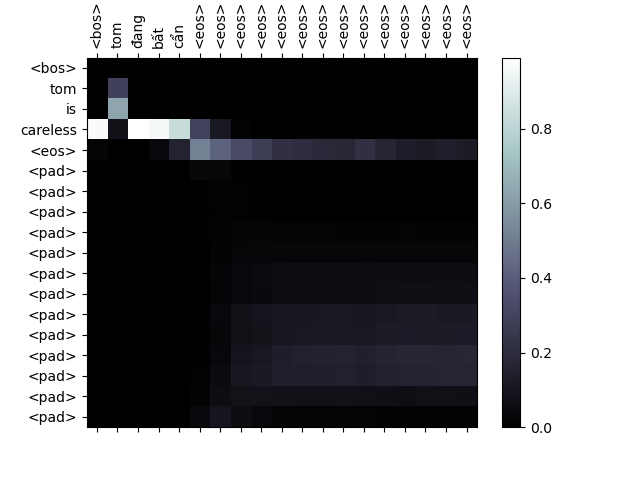 <bos> tom đang bất cẩn <eos> <eos> <eos> <eos> <eos> <eos> <eos> <eos> <eos> <eos> <eos> <eos> <eos> <eos>
<bos>
tom
is
careless
<eos>
<pad>
<pad>
<pad>
<pad>
<pad>
<pad>
<pad>
<pad>
<pad>
<pad>
<pad>
<pad>
<pad>
0.8
0.6
0.4
0.2
0.0